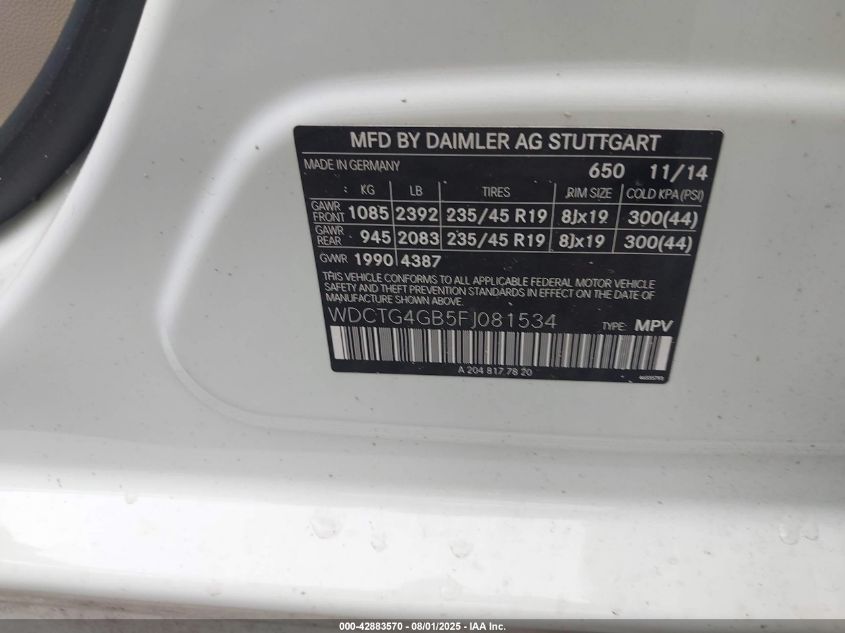 MFD BY DAIMLER AG STUTTGART
MADE IN GERMANY 650 11/14
KG LB TIRES RIM SIZE COLD KPA (PSI)
GAWR FRONT 1085 2392 235/45 R19 8Jx19 300(44)
GAWR REAR 945 2083 235/45 R19 8Jx19 300(44)
GVWR 1990 4387
THIS VEHICLE CONFORMS TO ALL APPLICABLE FEDERAL MOTOR VEHICLE
SAFETY AND THEFT PREVENTION STANDARDS IN EFFECT ON THE DATE OF
MANUFACTURE SHOWN ABOVE.
WDCTG4GB5FJ081534 TYPE: MPV
A 204 817 78 20
000-42883570 - 08/01/2025 - IAA Inc.